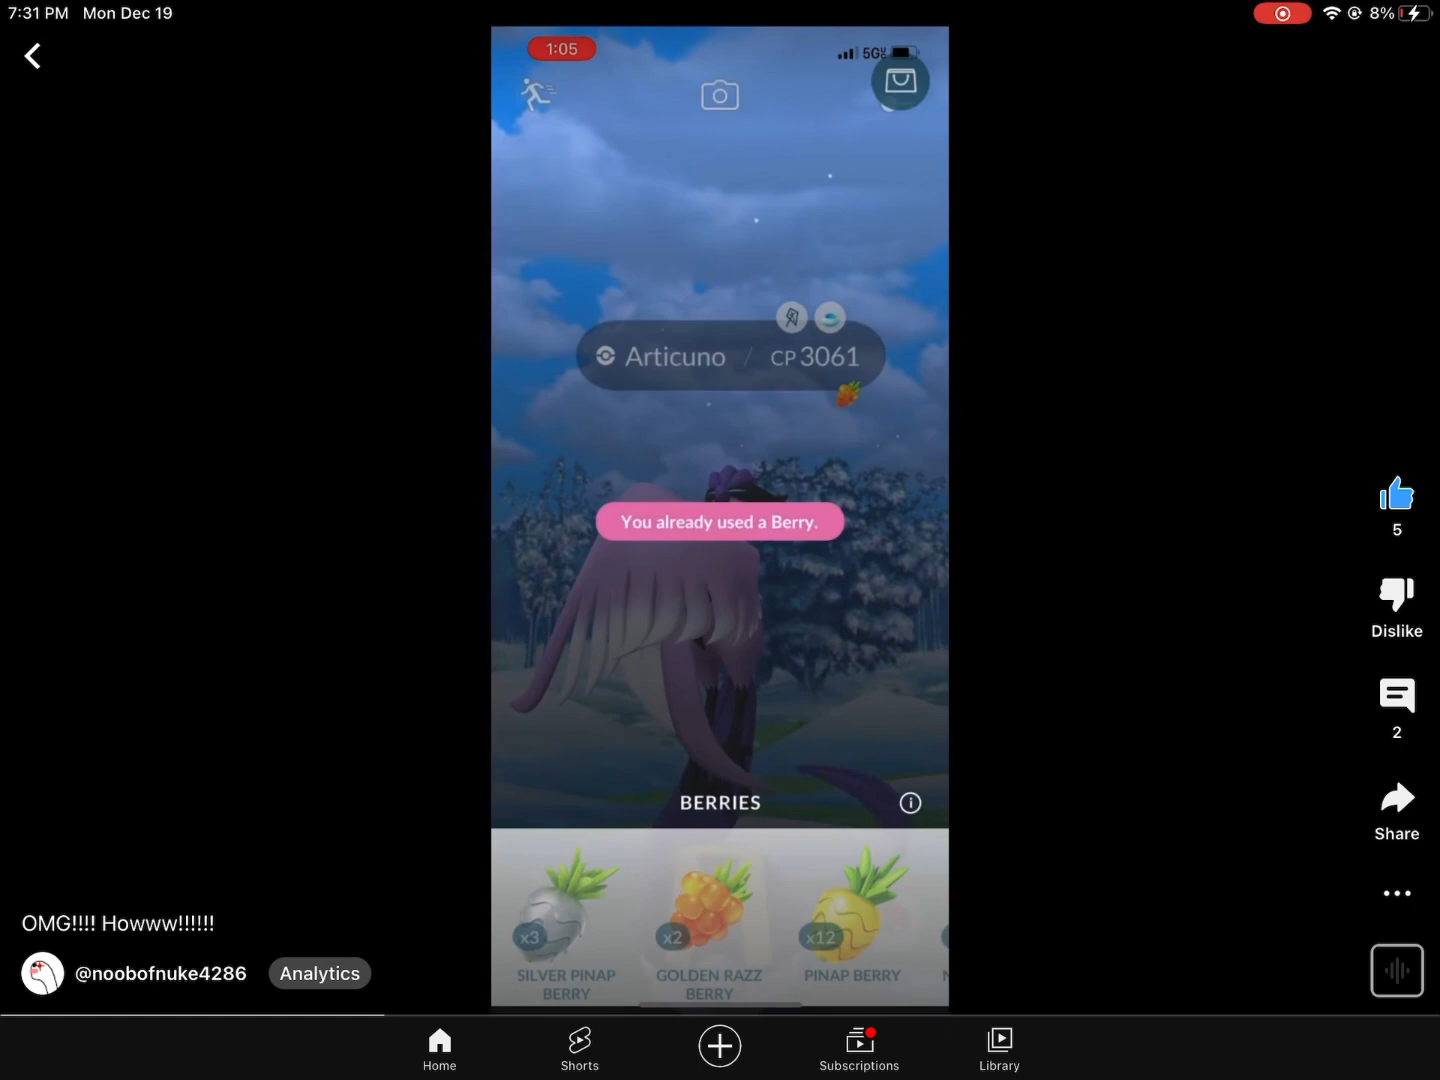 7:31 PM Mon Dec 19
8%
1:05
5G
Articuno / CP3061
You already used a Berry.
BERRIES
x3
x2
x12
SILVER PINAP
BERRY
GOLDEN RAZZ
BERRY
PINAP BERRY
5
Dislike
2
Share
OMG!!!! Howww!!!!!!
@noobofnuke4286
Analytics
Home
Shorts
Subscriptions
Library